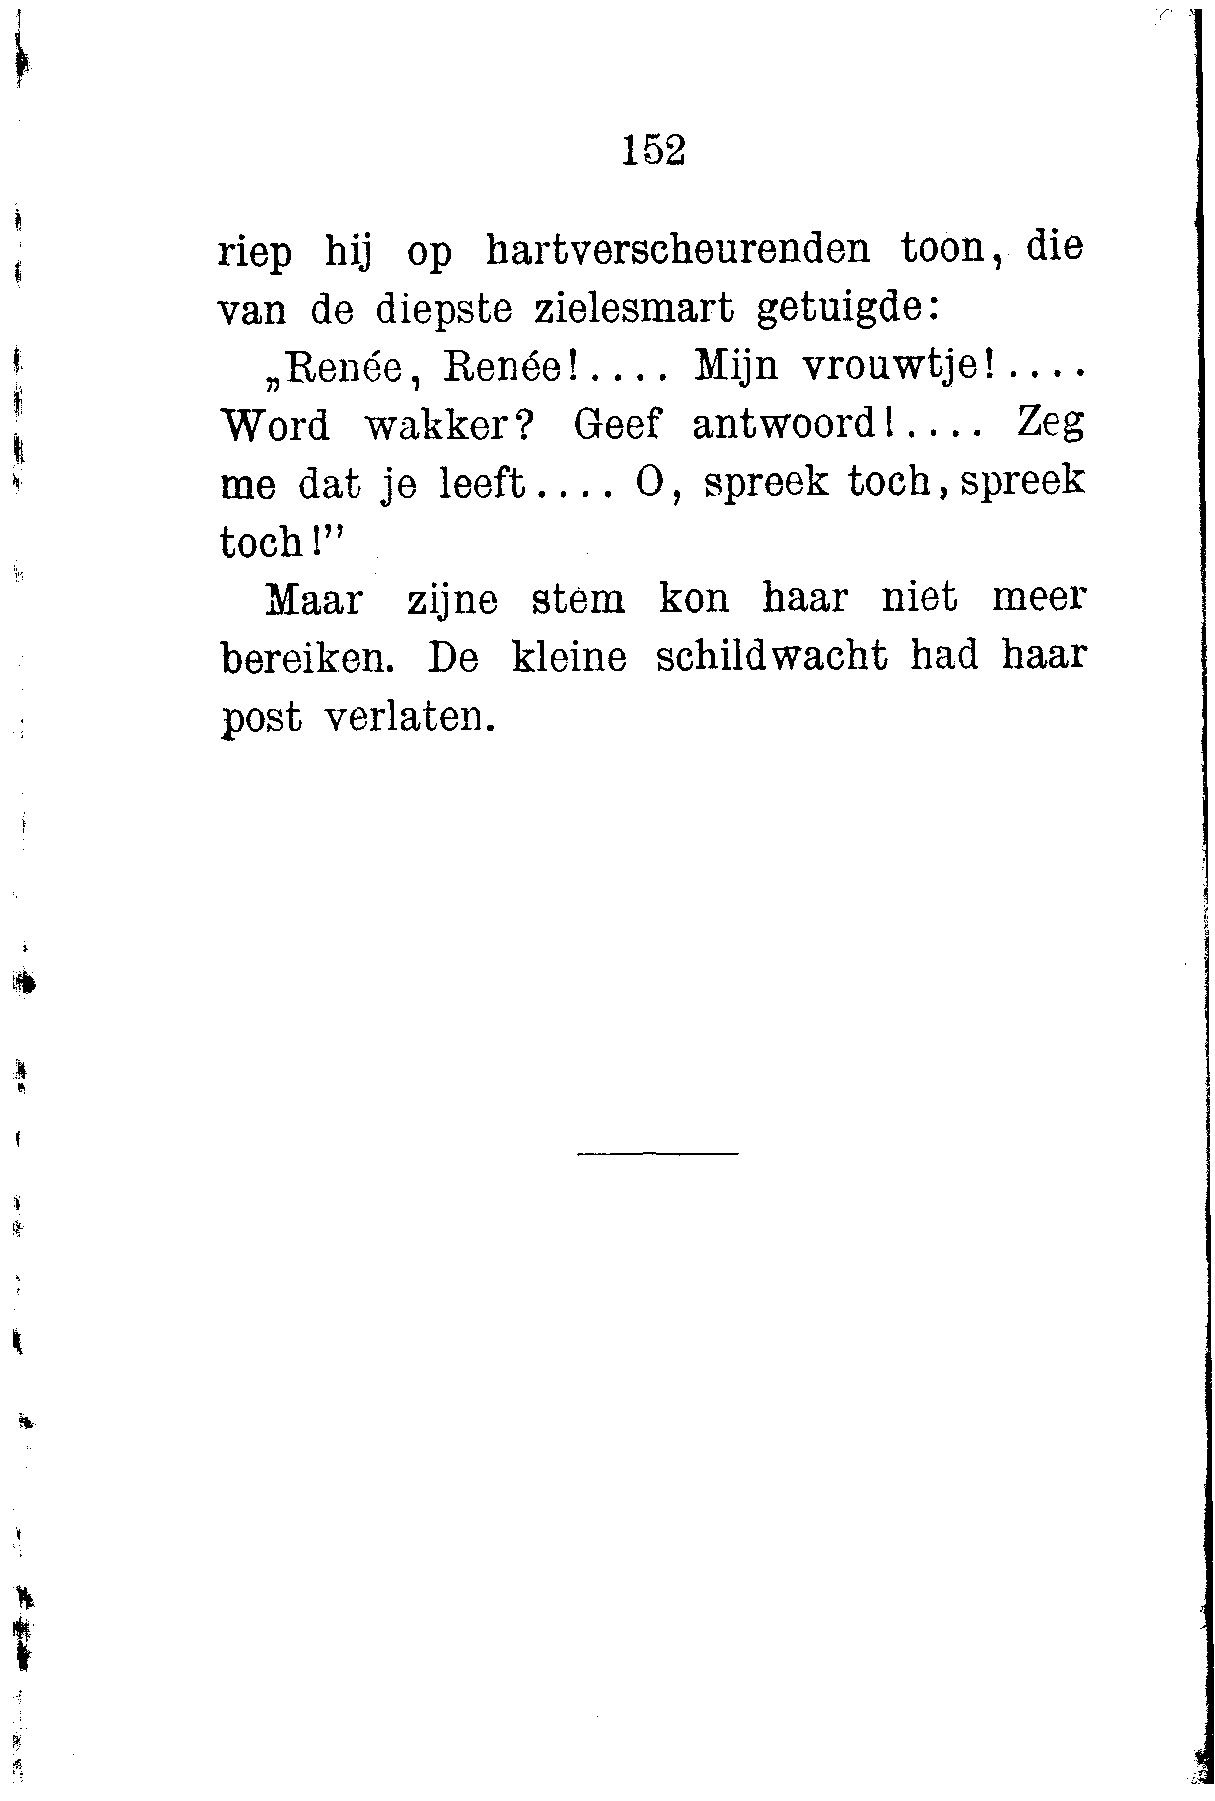 152
riep hij op hartverscheurenden toon, die
van de diepste zielesmart getuigde:
„Renée, Renée!.... Mijn vrouwtje!....
Word wakker? Geef antwoord!.... Zeg
me dat je leeft.... O, spreek toch, spreek
toch!”
Maar zijne stem kon haar niet meer
bereiken. De kleine schildwacht had haar
post verlaten.